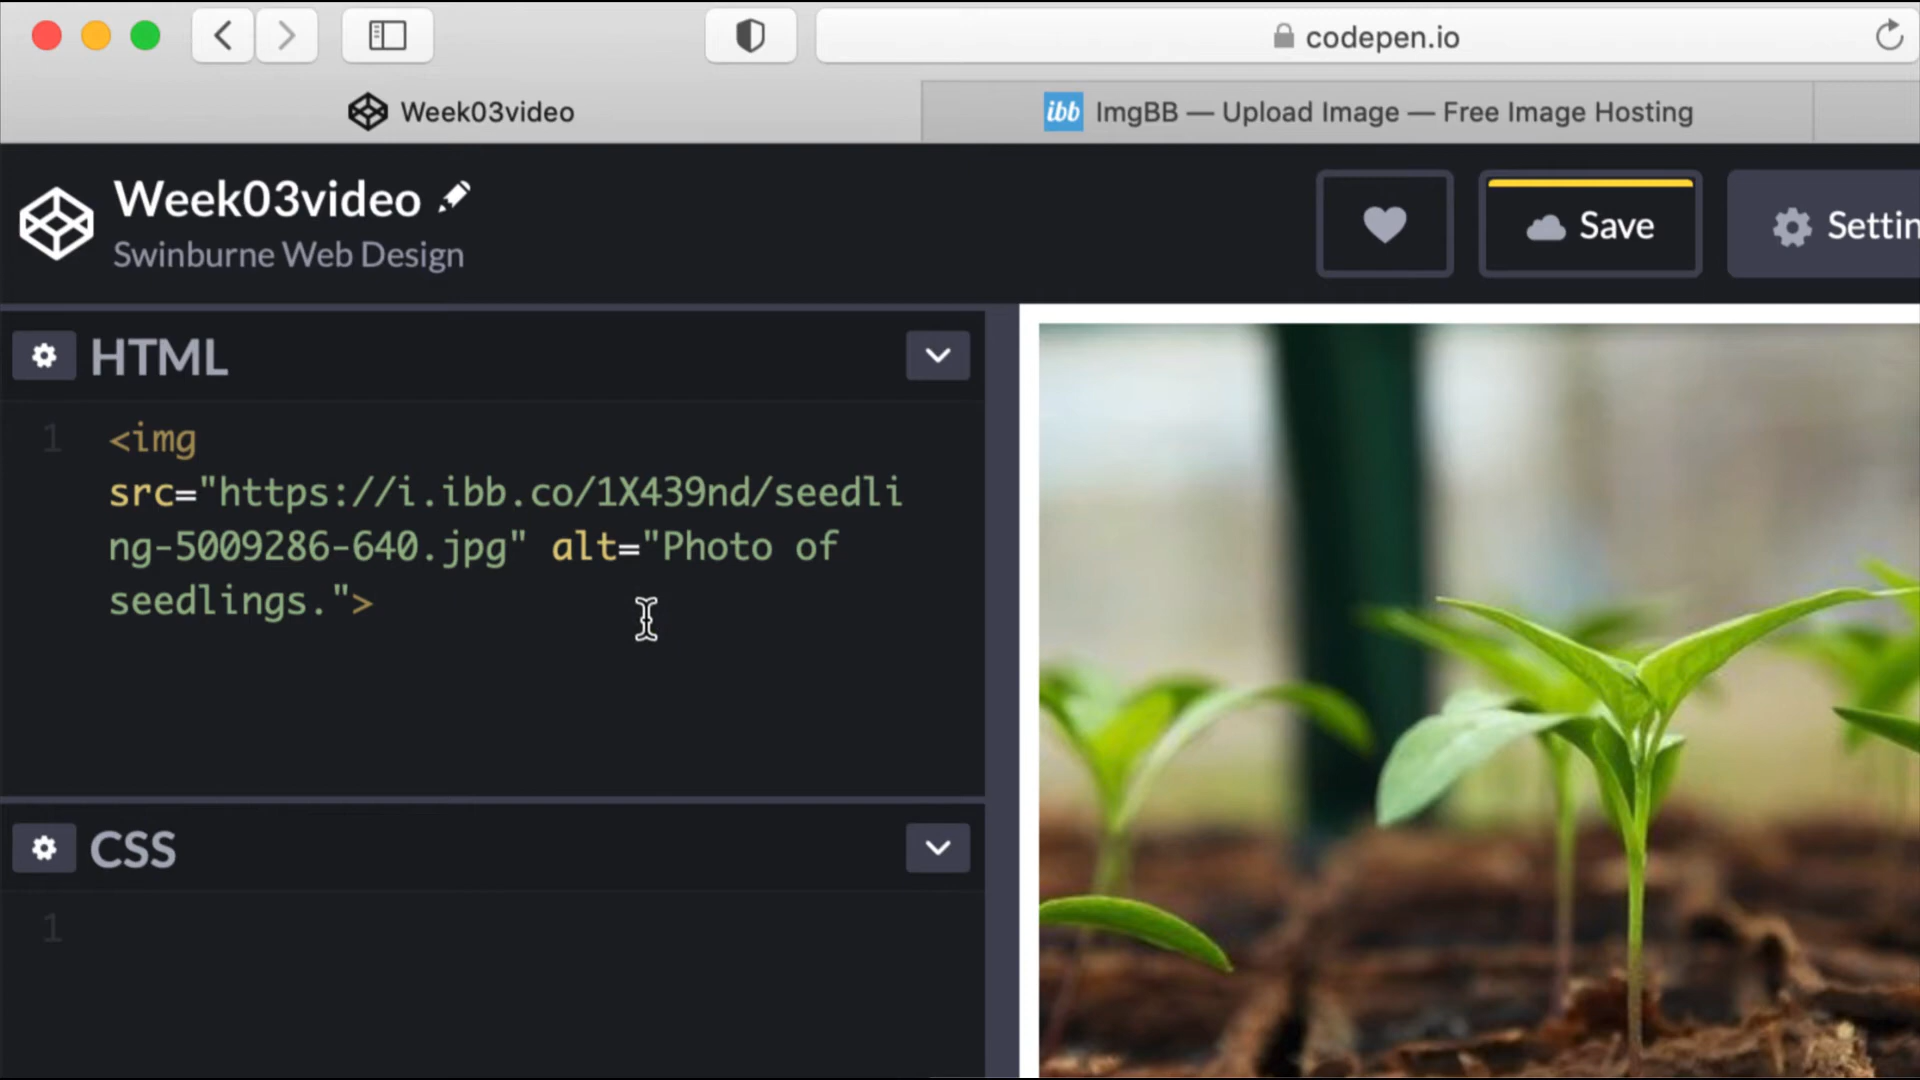 codepen.io
Week03video
ibb ImgBB — Upload Image — Free Image Hosting
Week03video
Swinburne Web Design
Save
Settin
HTML
1 <img
src="https://i.ibb.co/1X439nd/seedli
ng-5009286-640.jpg" alt="Photo of
seedlings.">
CSS
1